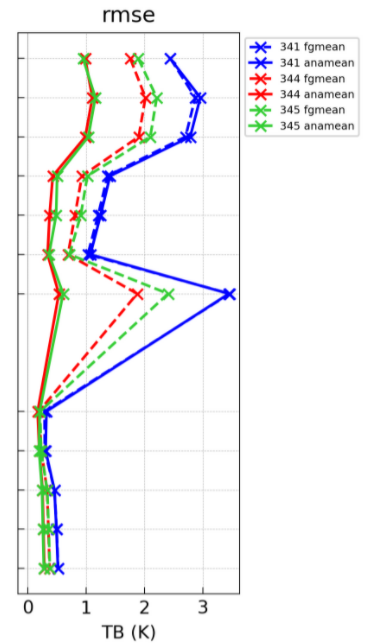 rmse
341 fgmean
341 anamean
344 fgmean
344 anamean
345 fgmean
345 anamean
0 1 2 3
TB (K)